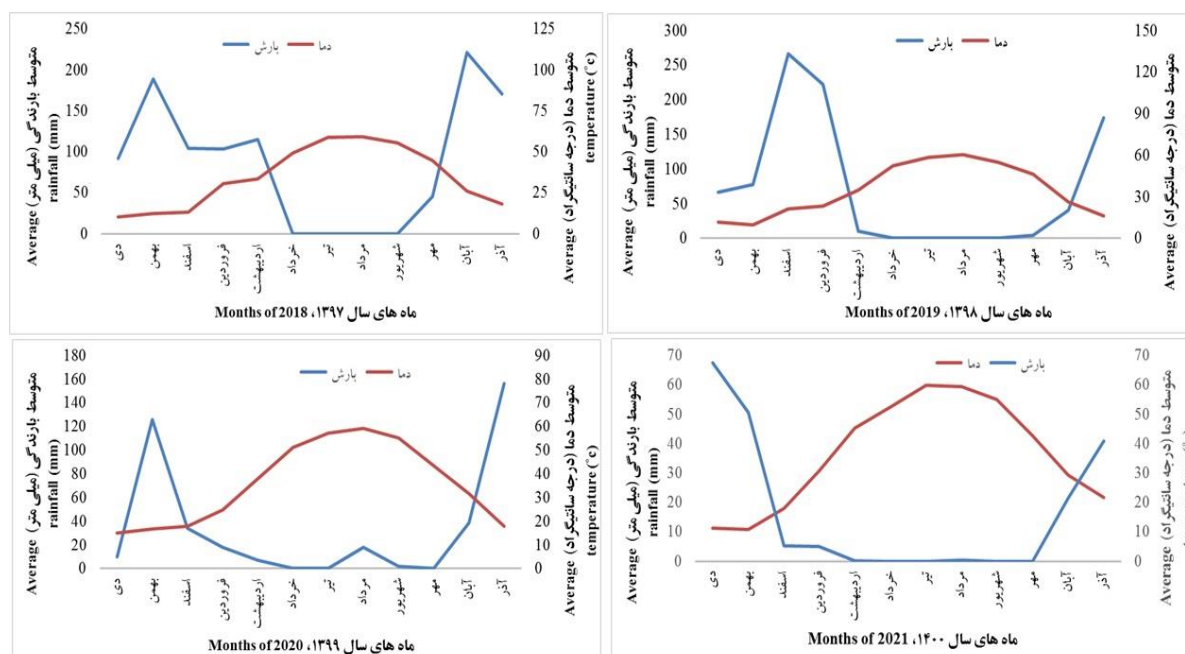 بارش
دما
متوسط بارندگی (میلی متر) Average
rainfall (mm)
250
200
150
100
50
0
125
100
75
50
25
0
متوسط دما (درجه سانتیگراد) Average
temperature (°c)
دی
بهمن
اسفند
فروردین
اردیبهشت
خرداد
تیر
مرداد
شهریور
مهر
آبان
آذر
ماه های سال ۱۳۹۷، Months of 2018
بارش
دما
متوسط بارندگی (میلی متر) Average
rainfall (mm)
300
250
200
150
100
50
0
150
120
90
60
30
0
متوسط دما (درجه سانتیگراد) Average
دی
بهمن
اسفند
فروردین
اردیبهشت
خرداد
تیر
مرداد
شهریور
مهر
آبان
آذر
ماه های سال ۱۳۹۸، Months of 2019
بارش
دما
متوسط بارندگی (میلی متر) Average
rainfall (mm)
180
160
140
120
100
80
60
40
20
0
90
80
70
60
50
40
30
20
10
0
متوسط دما (درجه سانتیگراد) Average
temperature (°c)
دی
بهمن
اسفند
فروردین
اردیبهشت
خرداد
تیر
مرداد
شهریور
مهر
آبان
آذر
ماه های سال ۱۳۹۹، Months of 2020
دما
بارش
متوسط بارندگی (میلی متر) Average
rainfall (mm)
70
60
50
40
30
20
10
0
70
60
50
40
30
20
10
0
متوسط دما (درجه سانتیگراد) Average
دی
بهمن
اسفند
فروردین
اردیبهشت
خرداد
تیر
مرداد
شهریور
مهر
آبان
آذر
ماه های سال ۱۴۰۰، Months of 2021